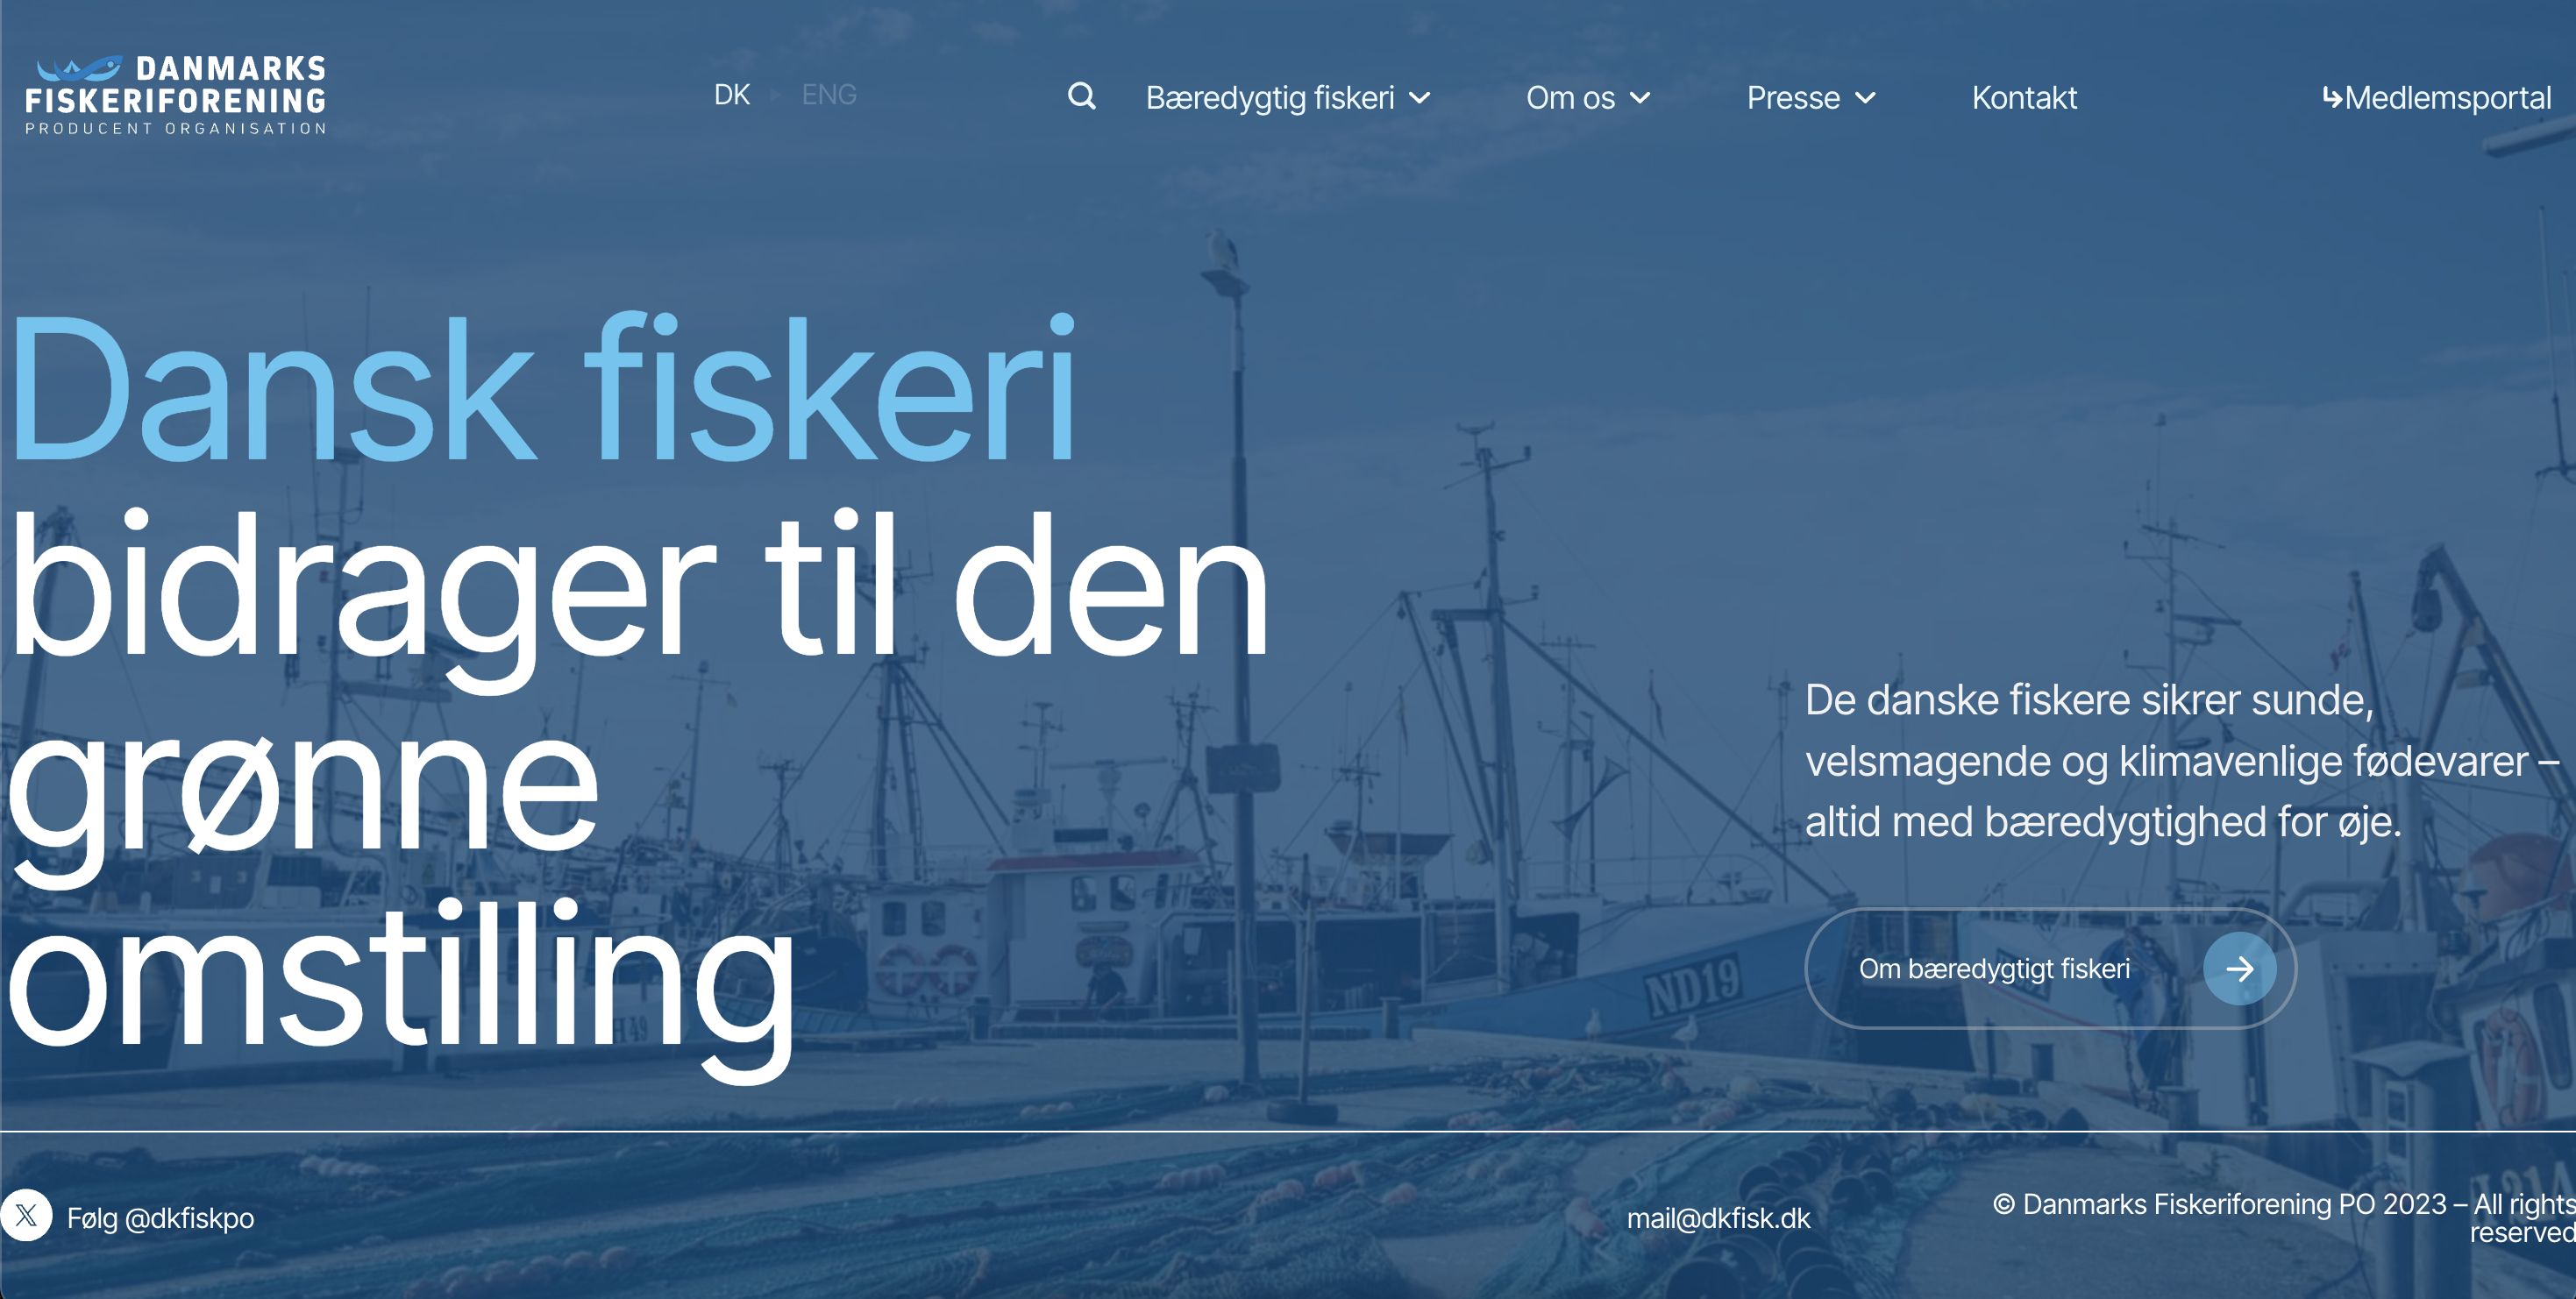 DANMARKS
FISKERIFORENING
PRODUCENT ORGANISATION
DK ENG
Bæredygtig fiskeri
Om os
Presse
Kontakt
Medlemsportal
Dansk fiskeri
bidrager til den
grønne
omstilling
De danske fiskere sikrer sunde,
velsmagende og klimavenlige fødevarer –
altid med bæredygtighed for øje.
Om bæredygtigt fiskeri
ND19
H 49
Følg @dkfiskpo
mail@dkfisk.dk
© Danmarks Fiskeriforening PO 2023 – All rights
reserved